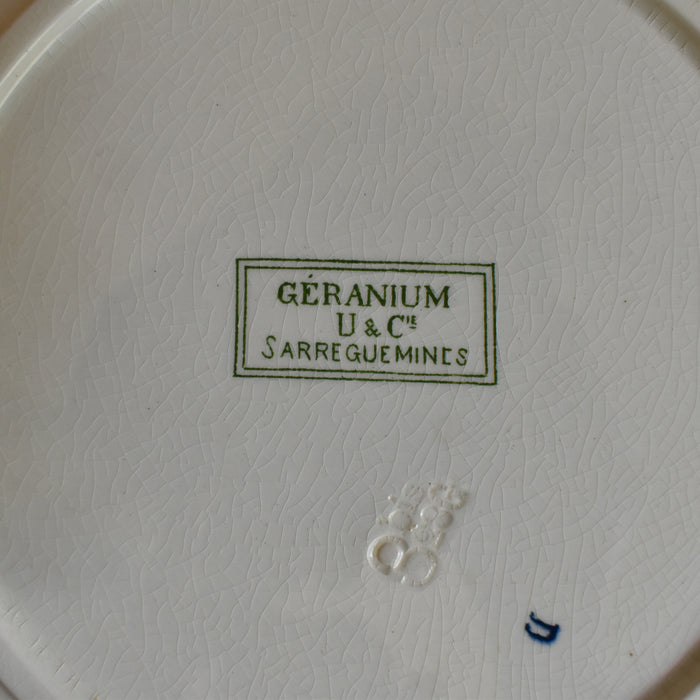 GÉRANIUM
U & Cᴵᴱ
SARREGUEMINES